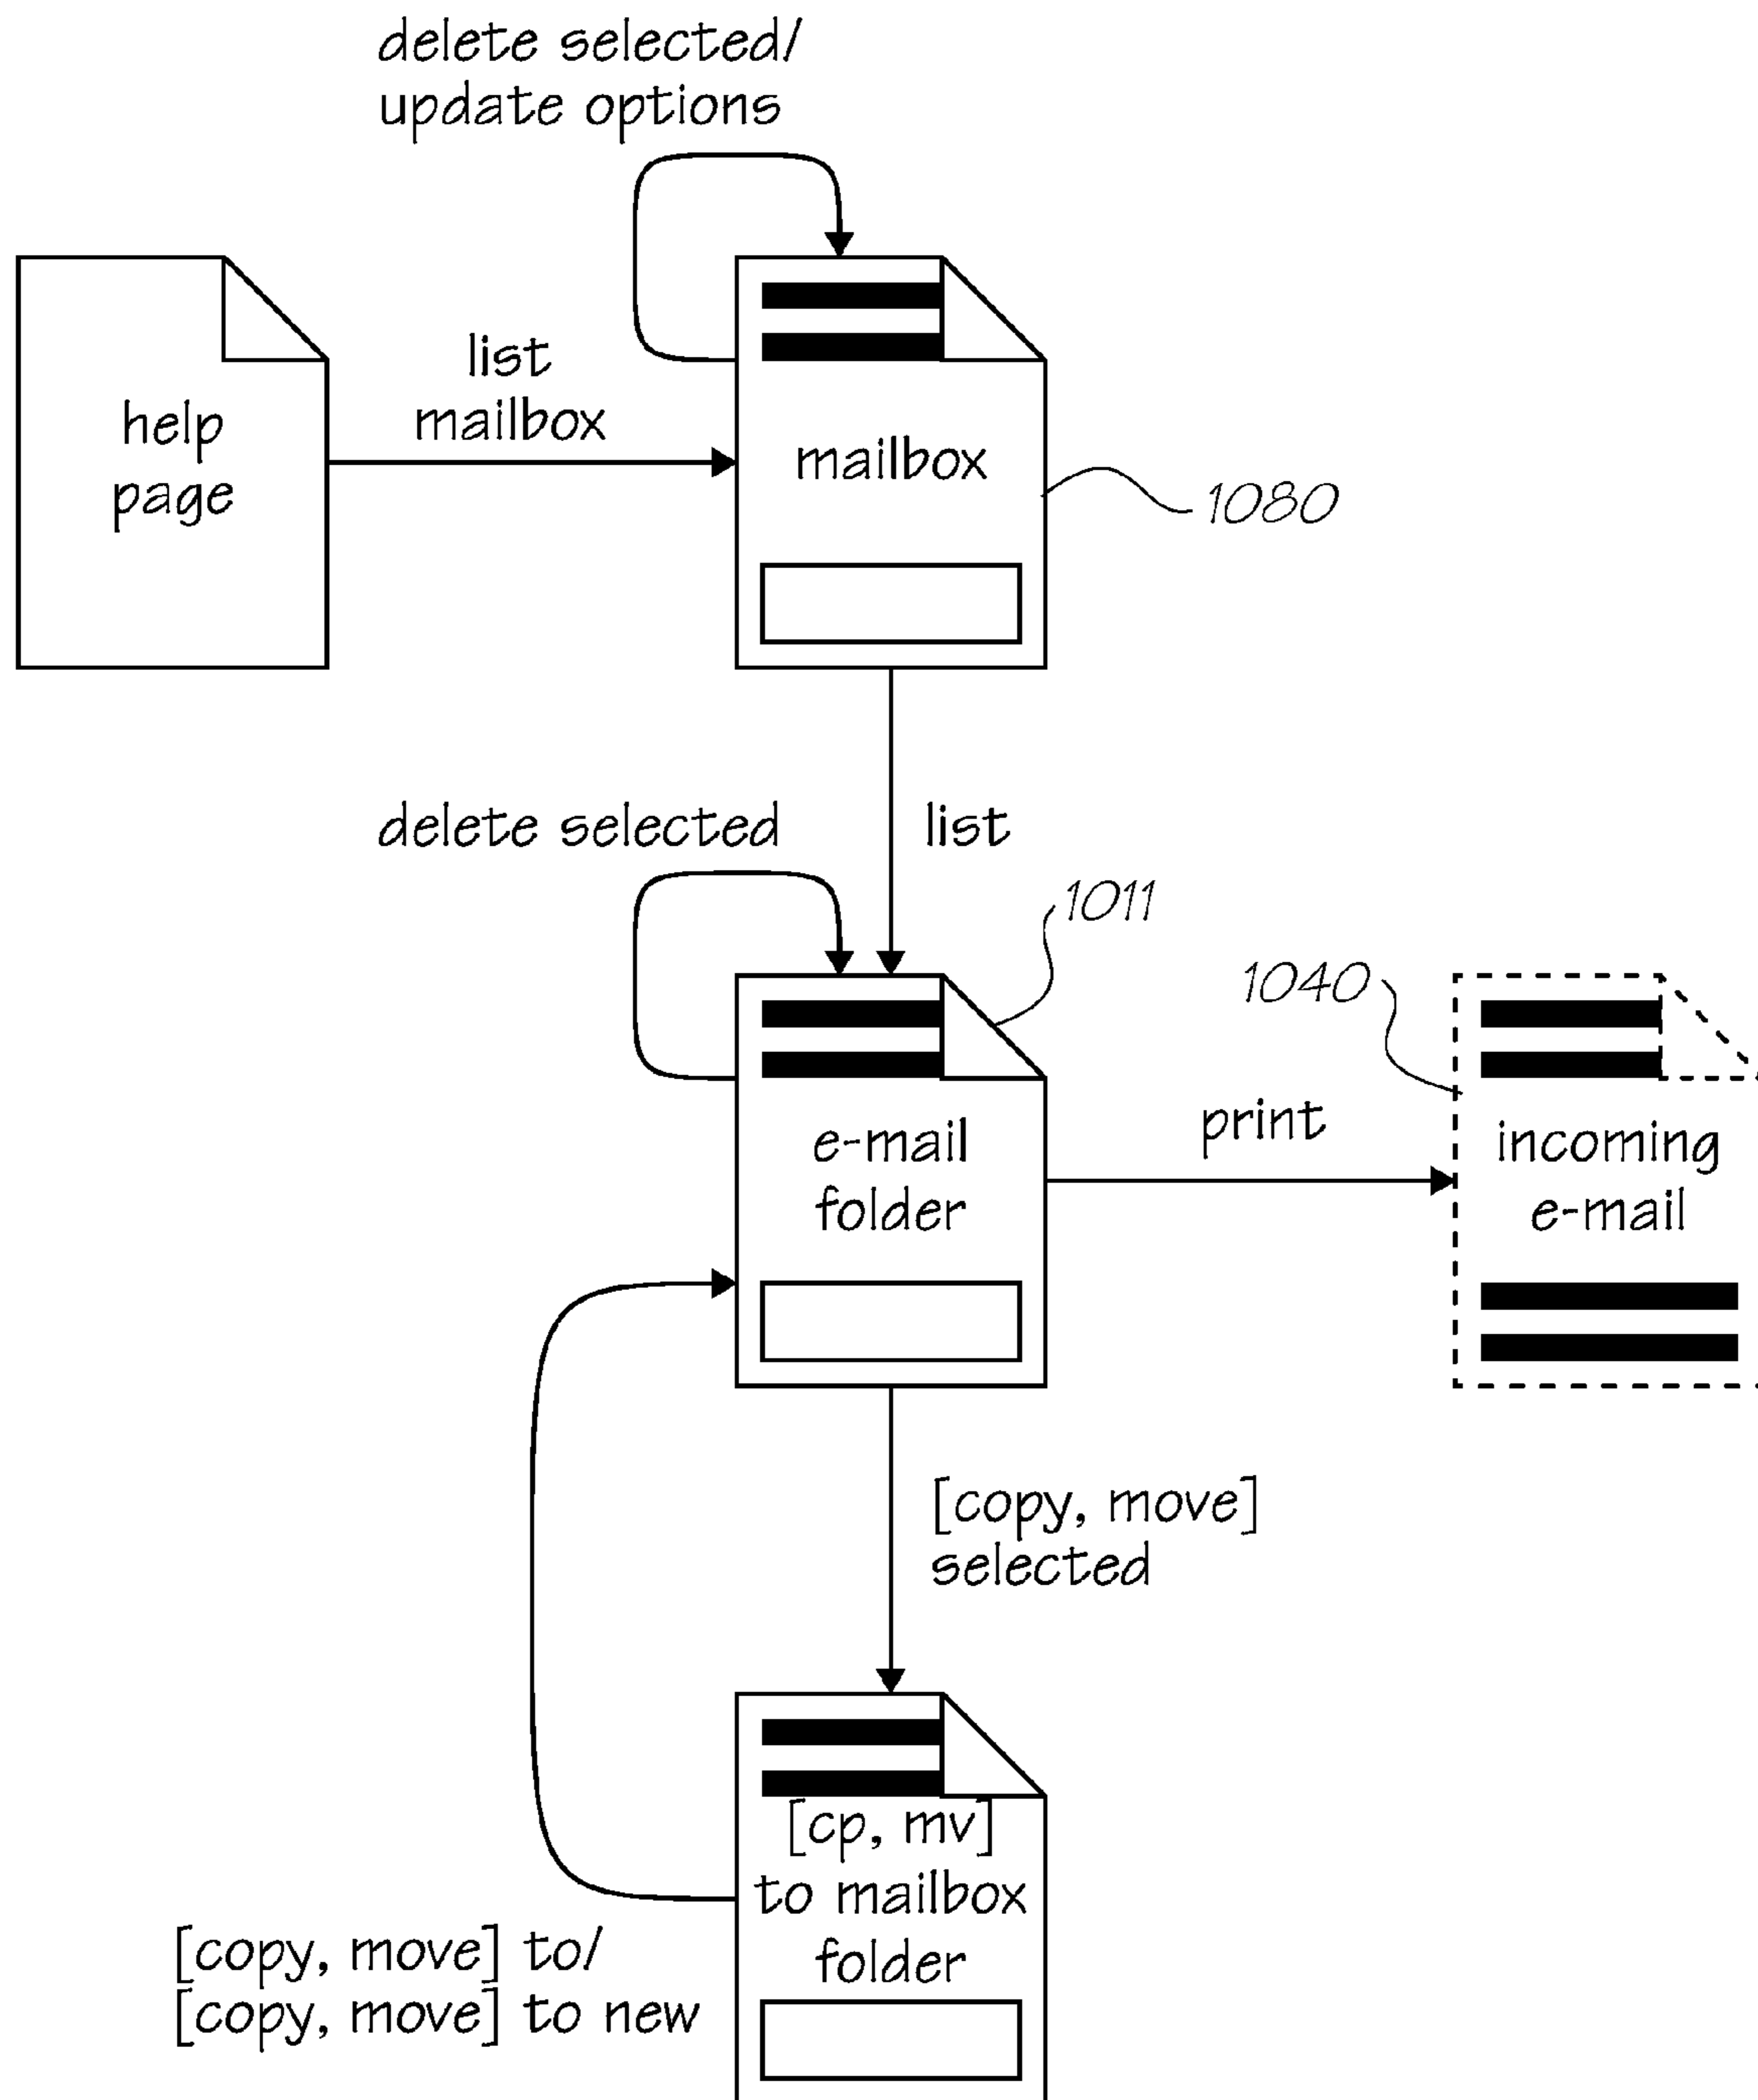 delete selected/
update options
list
mailbox
help
page
mailbox
1080
delete selected
list
1011
1040
print
e-mail
folder
incoming
e-mail
[copy, move]
selected
[cp, mv]
to mailbox
folder
[copy, move] to/
[copy, move] to new